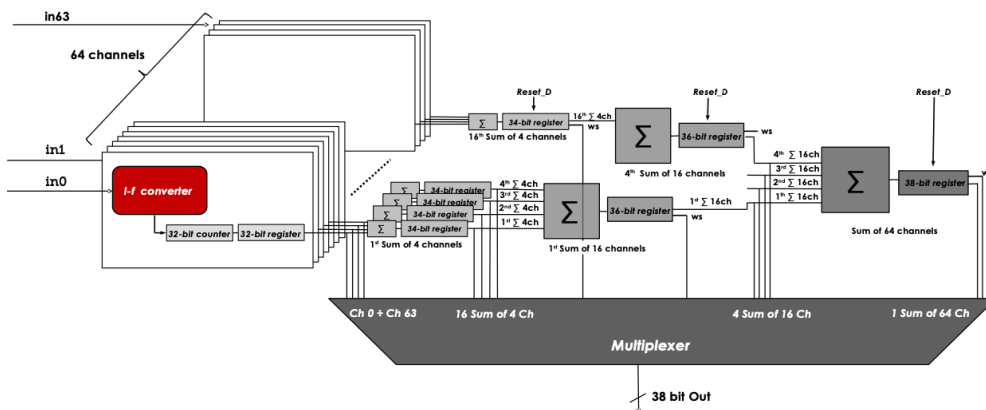 in63
64 channels
in1
in0
I-f converter
32-bit counter
32-bit register
Reset_D
Σ
34-bit register
16th Σ 4ch
ws
16th Sum of 4 channels
Σ
Reset_D
36-bit register
ws
4th Sum of 16 channels
Reset_D
4th Σ 16ch
3rd Σ 16ch
2nd Σ 16ch
1th Σ 16ch
Σ
38-bit register
Sum of 64 channels
Σ
34-bit register
4th Σ 4ch
Σ
34-bit register
3rd Σ 4ch
Σ
34-bit register
2nd Σ 4ch
Σ
34-bit register
1st Σ 4ch
1st Sum of 4 channels
Σ
36-bit register
1st Σ 16ch
ws
1st Sum of 16 channels
Ch 0 ÷ Ch 63
16 Sum of 4 Ch
4 Sum of 16 Ch
1 Sum of 64 Ch
Multiplexer
38 bit Out